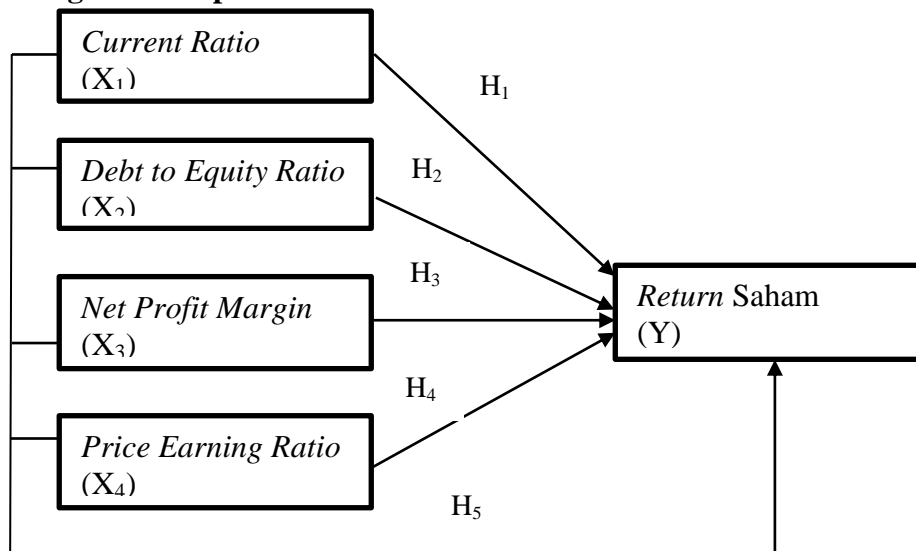 Current Ratio
(X₁)
H₁
Debt to Equity Ratio
(X₂)
H₂
Net Profit Margin
(X₃)
H₃
Return Saham
(Y)
H₄
Price Earning Ratio
(X₄)
H₅